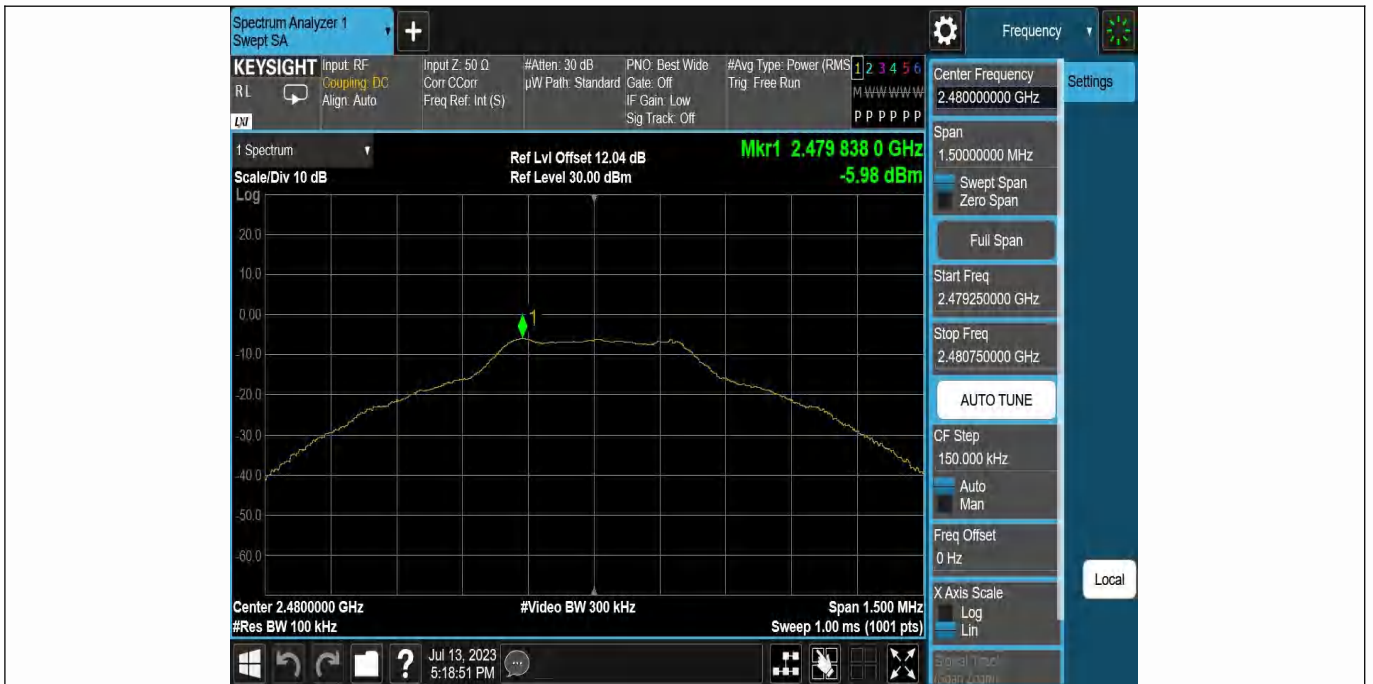 Spectrum Analyzer 1
Swept SA
+
Frequency
KEYSIGHT
RL
LXI
Input: RF
Coupling: DC
Align: Auto
Input Z: 50 Ω
Corr CCorr
Freq Ref: Int (S)
#Atten: 30 dB
µW Path: Standard
PNO: Best Wide
Gate: Off
IF Gain: Low
Sig Track: Off
#Avg Type: Power (RMS
Trig: Free Run
1 2 3 4 5 6
M W W W W W
P P P P P P
1 Spectrum
Scale/Div 10 dB
Ref Lvl Offset 12.04 dB
Ref Level 30.00 dBm
Mkr1 2.479 838 0 GHz
-5.98 dBm
Log
20.0
10.0
0.00
-10.0
-20.0
-30.0
-40.0
-50.0
-60.0
1
Center 2.4800000 GHz
#Res BW 100 kHz
#Video BW 300 kHz
Span 1.500 MHz
Sweep 1.00 ms (1001 pts)
Center Frequency
2.480000000 GHz
Settings
Span
1.50000000 MHz
Swept Span
Zero Span
Full Span
Start Freq
2.479250000 GHz
Stop Freq
2.480750000 GHz
AUTO TUNE
CF Step
150.000 kHz
Auto
Man
Freq Offset
0 Hz
Local
X Axis Scale
Log
Lin
Signal Track
(Span Zoom)
?
Jul 13, 2023
5:18:51 PM